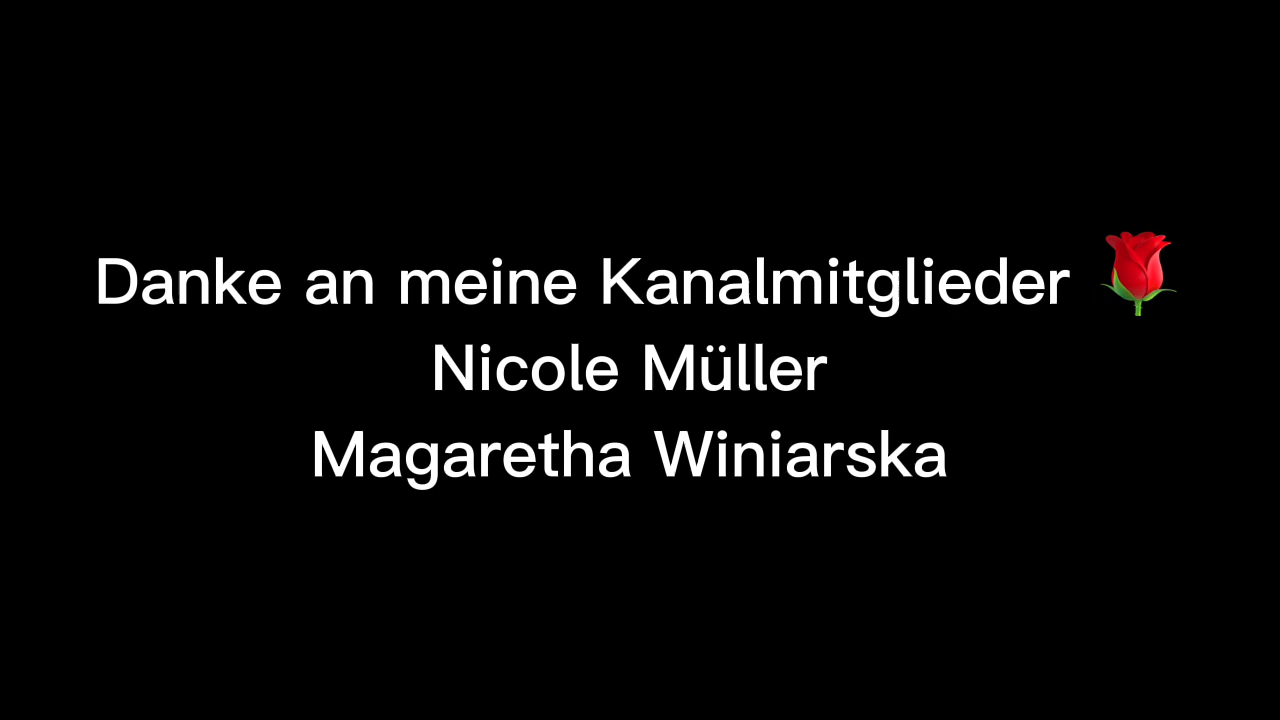 Danke an meine Kanalmitglieder 🌹
Nicole Müller
Magaretha Winiarska